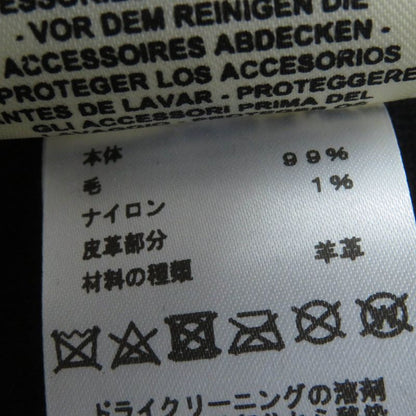 - VOR DEM REINIGEN DIE
ACCESSOIRES ABDECKEN. -
PROTEGER LOS ACCESORIOS
ANTES DE LAVAR - PROTEGGERE
GLI ACCESSORI PRIMA DEL
本体 99%
毛 1%
ナイロン
皮革部分 羊革
材料の種類
W
ドライクリーニングの溶剤